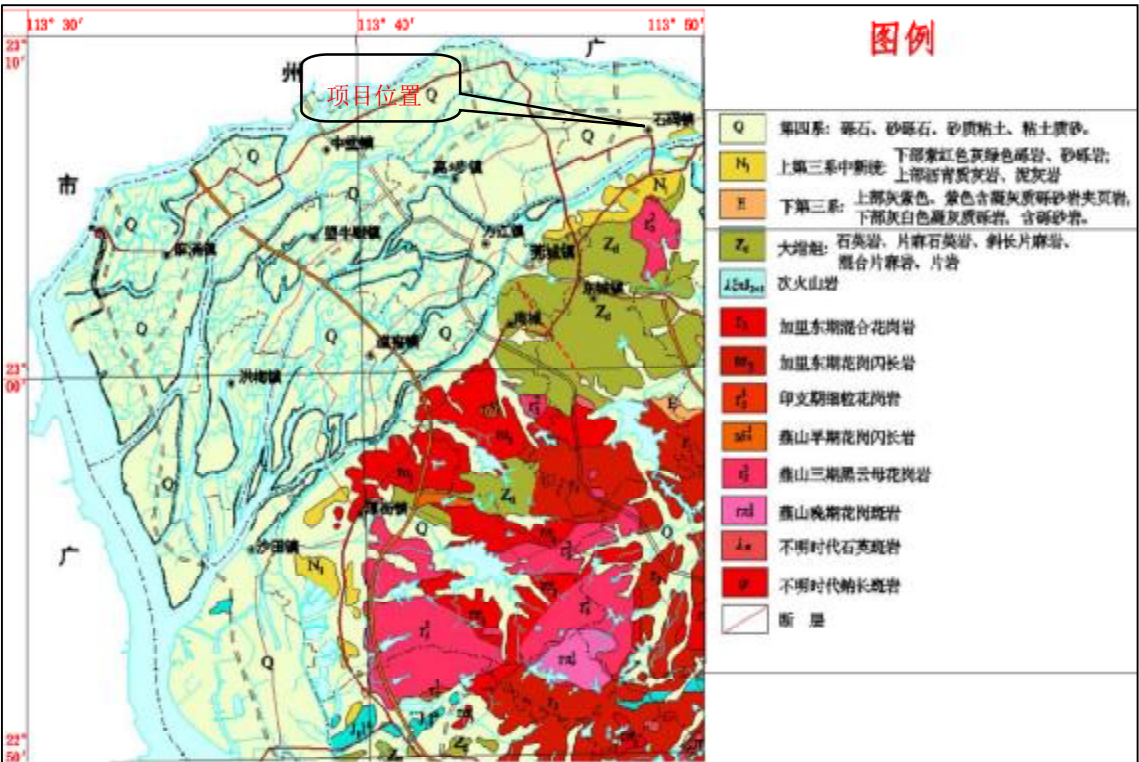 113° 30′
113° 40′
113° 50′
23°
10′
23°
00′
22°
50′
广
州
市
广
项目位置
石碣镇
中堂镇
高埗镇
万江镇
望牛墩镇
麻涌镇
莞城镇
东城镇
南城
道滘镇
洪梅镇
厚街镇
沙田镇
Q
Q
Q
Q
Q
Q
Q
Q
Q
Q
图例
Q
第四系: 砾石、砂砾石、砂质粘土、粘土质砂。
N₁
上第三系中新统:
下部紫红色灰绿色砾岩、砂砾岩;
上部沥青质灰岩、泥灰岩
E
下第三系:
上部灰紫色、紫色含凝灰质砾砂岩夹页岩,
下部灰白色凝灰质砾岩, 含砾砂岩。
大绀组:
石英岩、片麻石英岩、斜长片麻岩、
混合片麻岩、片岩
次火山岩
加里东期混合花岗岩
加里东期花岗闪长岩
印支期细粒花岗岩
燕山早期花岗闪长岩
燕山三期黑云母花岗岩
燕山晚期花岗斑岩
不明时代石英斑岩
不明时代钠长斑岩
断 层